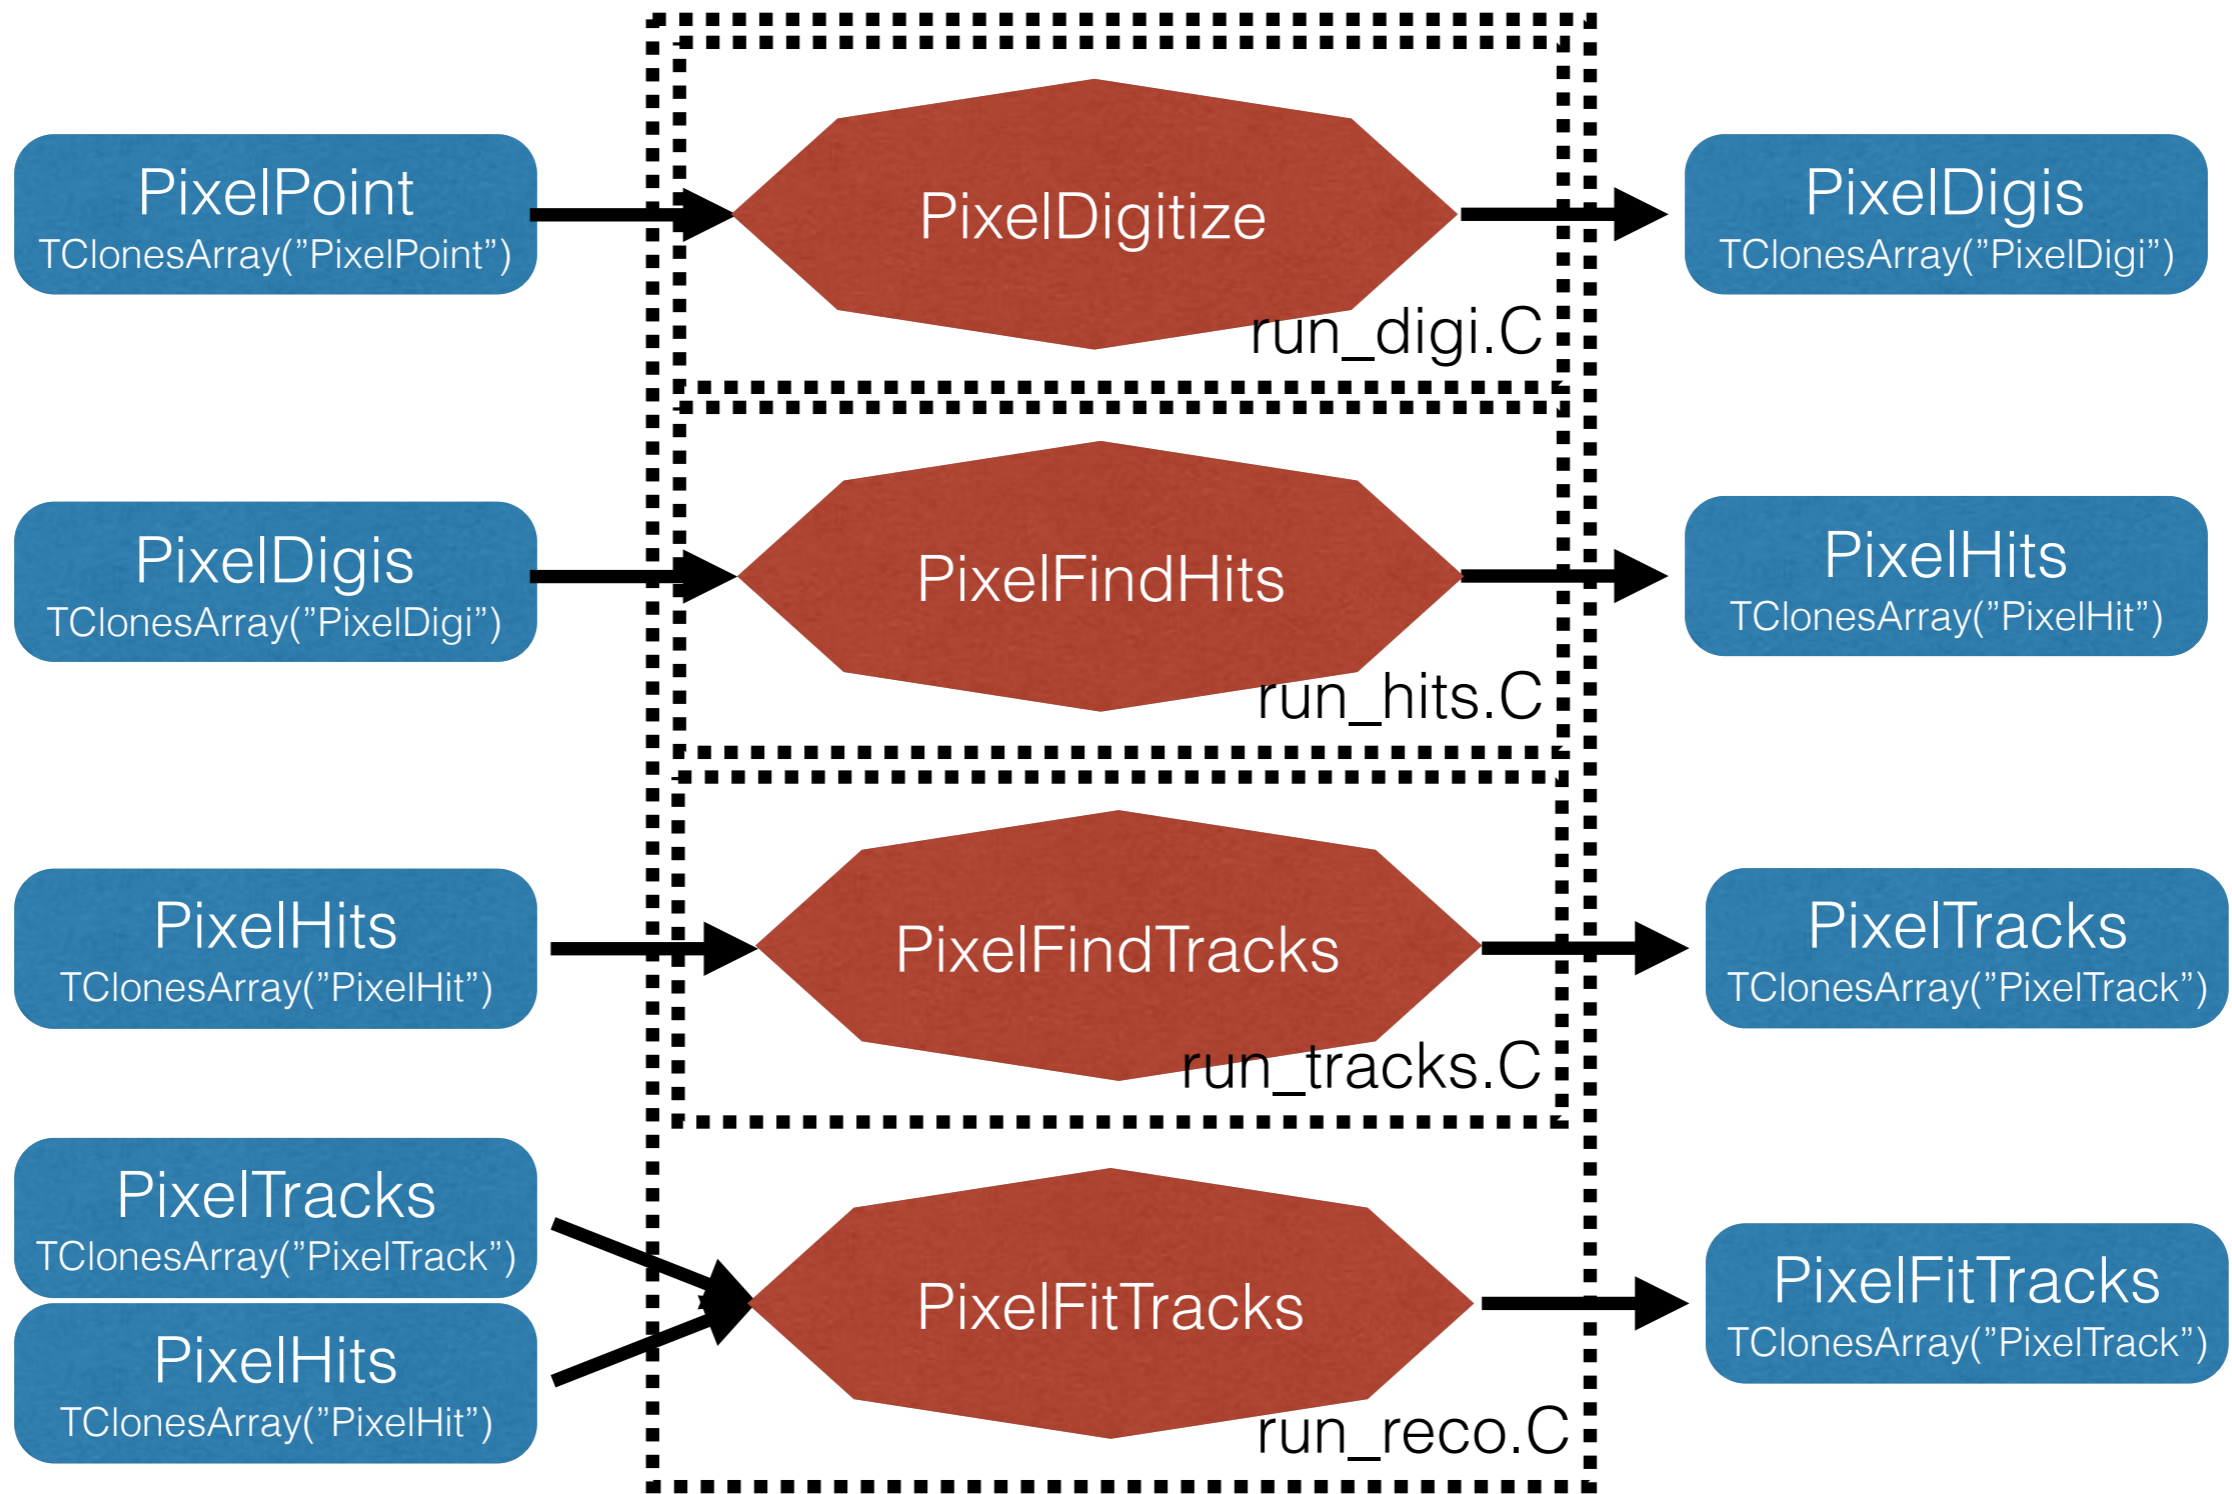 PixelPoint
TClonesArray(”PixelPoint”)
PixelDigitize
run_digi.C
PixelDigis
TClonesArray(”PixelDigi”)
PixelDigis
TClonesArray(”PixelDigi”)
PixelFindHits
run_hits.C
PixelHits
TClonesArray(”PixelHit”)
PixelHits
TClonesArray(”PixelHit”)
PixelFindTracks
run_tracks.C
PixelTracks
TClonesArray(”PixelTrack”)
PixelTracks
TClonesArray(”PixelTrack”)
PixelHits
TClonesArray(”PixelHit”)
PixelFitTracks
run_reco.C
PixelFitTracks
TClonesArray(”PixelTrack”)